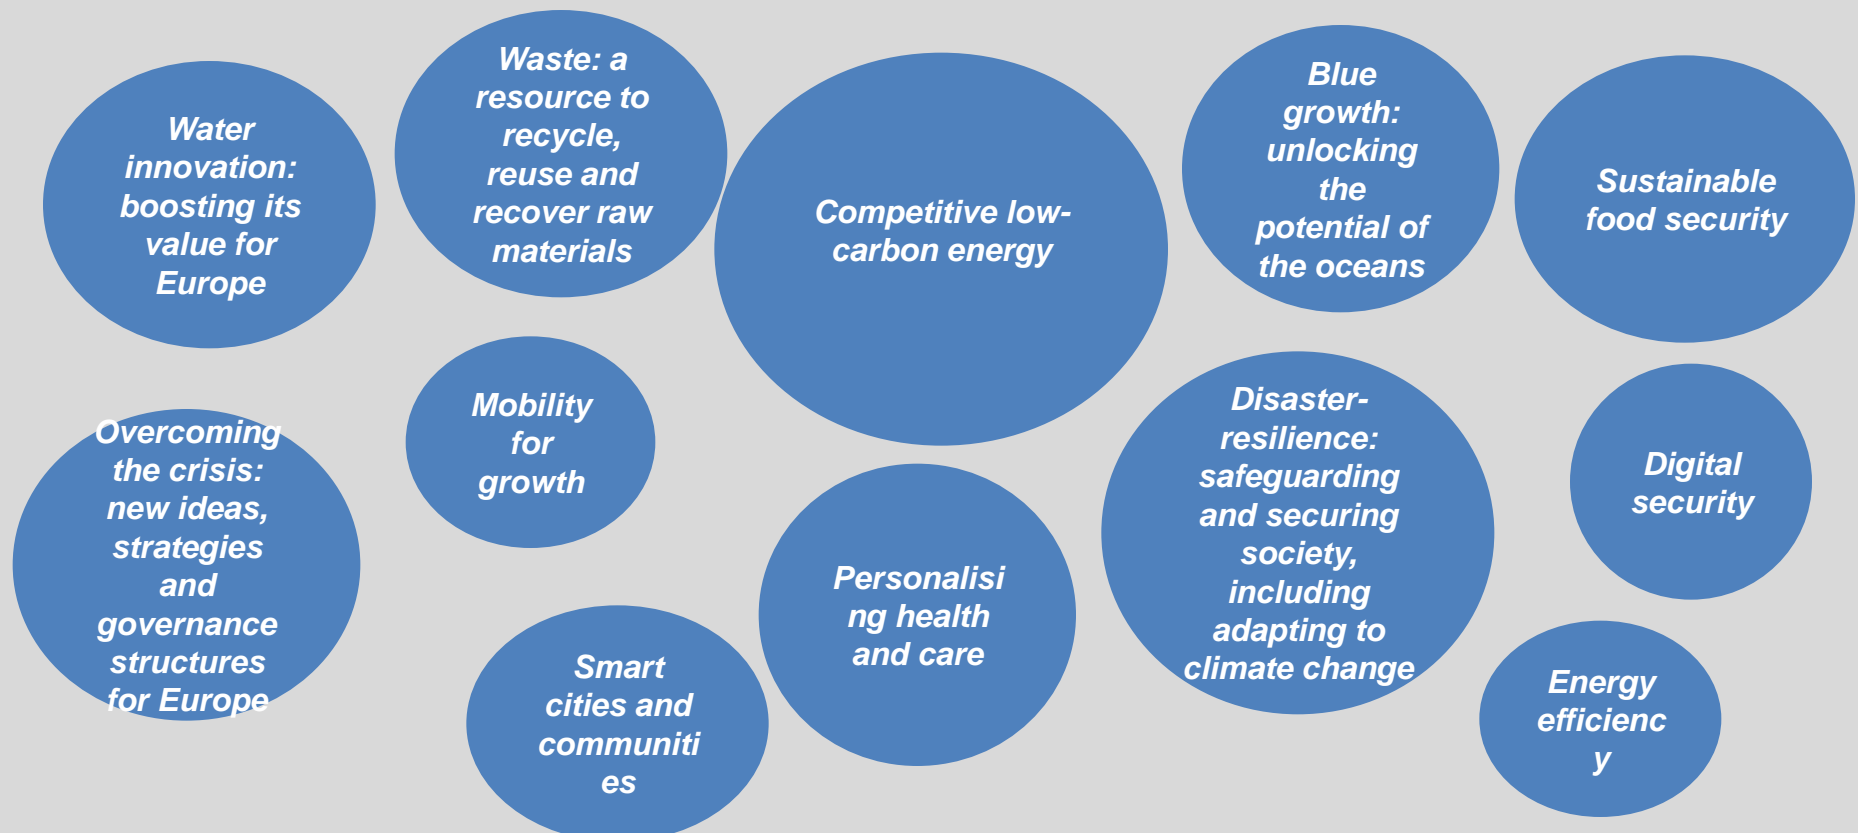 Water
innovation:
boosting its
value for
Europe
Waste: a
resource to
recycle,
reuse and
recover raw
materials
Competitive low-
carbon energy
Blue
growth:
unlocking
the
potential of
the oceans
Sustainable
food security
Overcoming
the crisis:
new ideas,
strategies
and
governance
structures
for Europe
Mobility
for
growth
Smart
cities and
communiti
es
Personalisi
ng health
and care
Disaster-
resilience:
safeguarding
and securing
society,
including
adapting to
climate change
Digital
security
Energy
efficienc
y